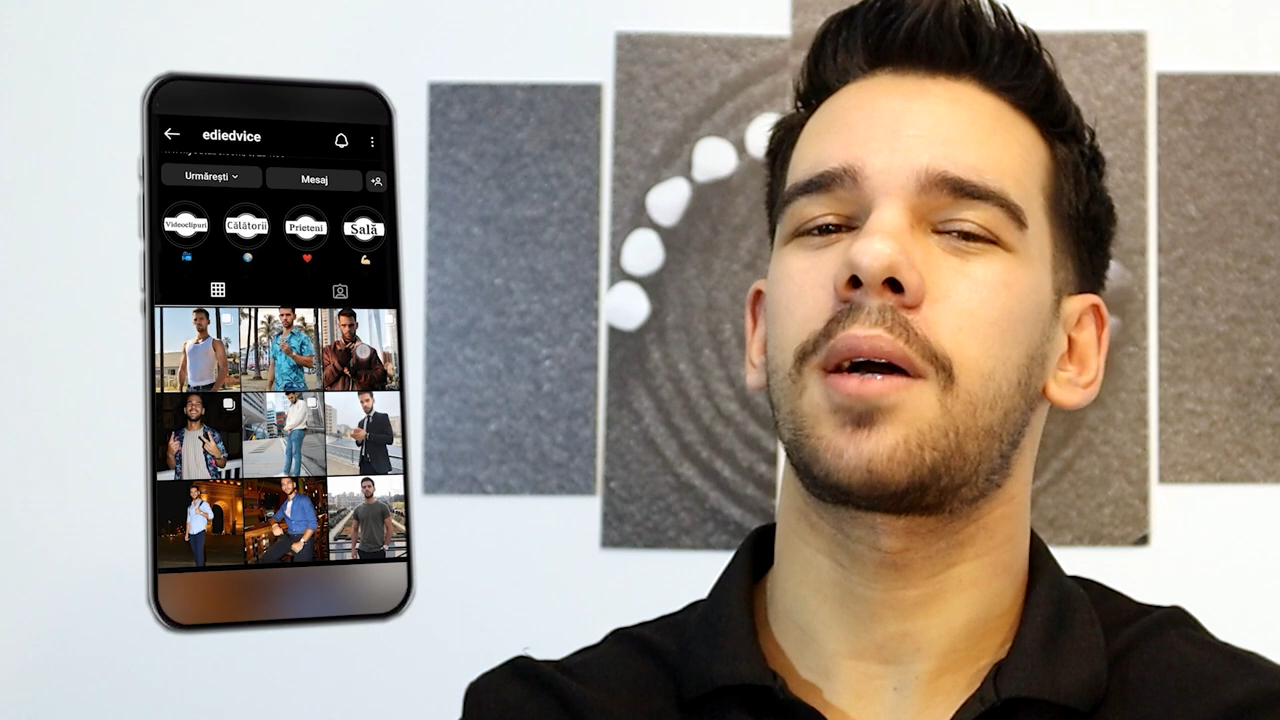 ediedvice
Urmărești
Mesaj
Videoclipuri
Călătorii
Prieteni
Sală